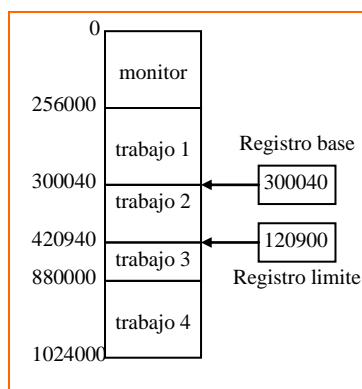 0
monitor
256000
trabajo 1
Registro base
300040
300040
trabajo 2
420940
120900
trabajo 3
880000
Registro limite
trabajo 4
1024000